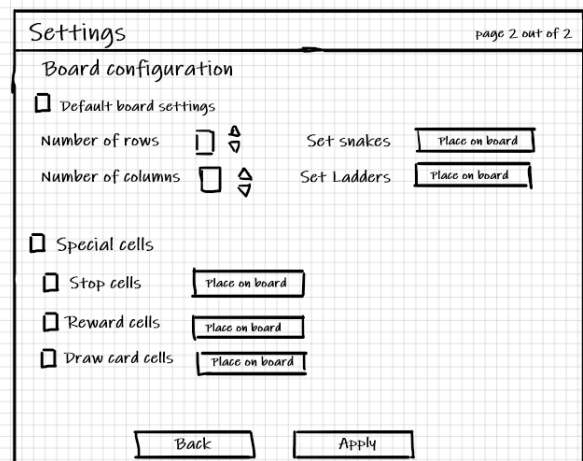 Settings page 2 out of 2
Board configuration
Default board settings
Number of rows Set snakes Place on board
Number of columns Set Ladders Place on board
Special cells
Stop cells Place on board
Reward cells Place on board
Draw card cells Place on board
Back Apply